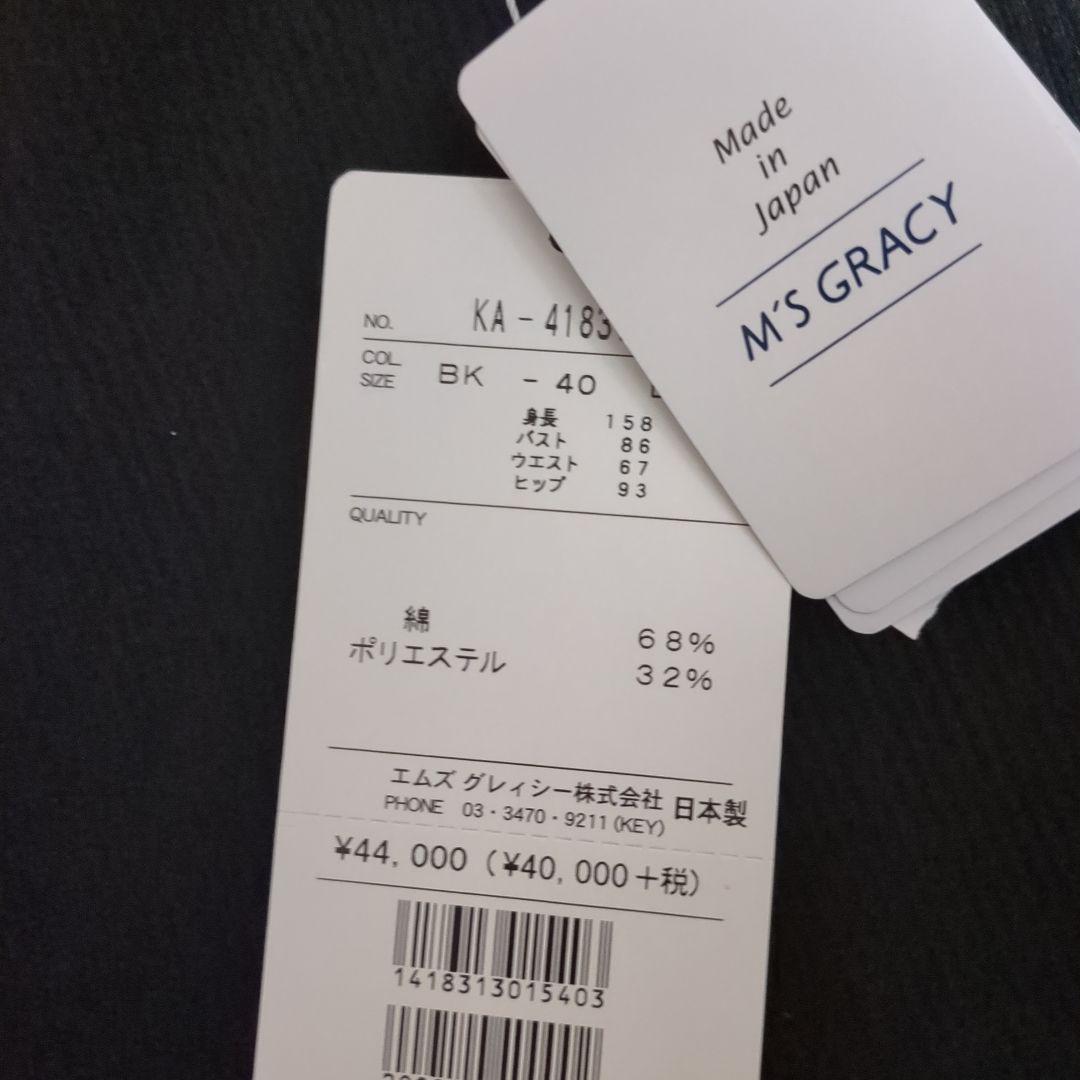 Made
in
Japan
M'S GRACY
NO. KA-4183
COL
SIZE BK -40
身長 158
バスト 86
ウエスト 67
ヒップ 93
QUALITY
綿 68%
ポリエステル 32%
エムズ グレィシー株式会社 日本製
PHONE 03・3470・9211(KEY)
¥44,000(¥40,000+税)
1418313015403